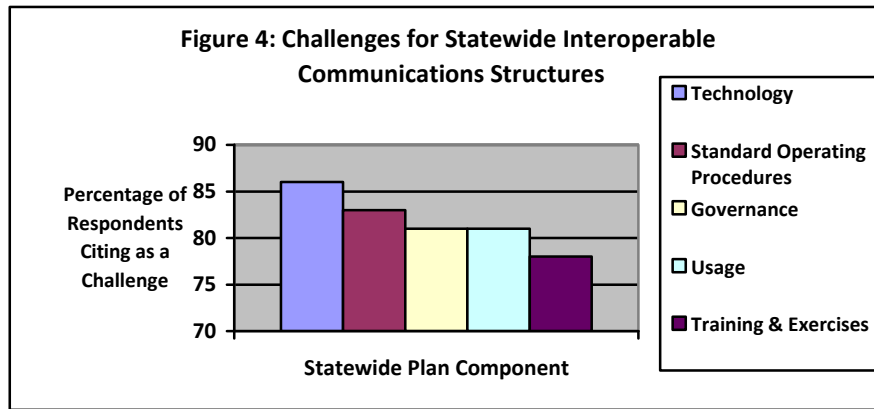 Figure 4: Challenges for Statewide Interoperable
Communications Structures
Percentage of
Respondents
Citing as a
Challenge
90
85
80
75
70
Statewide Plan Component
Technology
Standard Operating
Procedures
Governance
Usage
Training & Exercises